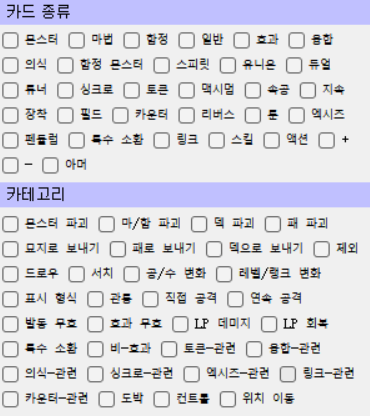 카드 종류
몬스터 마법 함정 일반 효과 융합
의식 함정 몬스터 스피릿 유니온 듀얼
튜너 싱크로 토큰 맥시멈 속공 지속
장착 필드 카운터 리버스 툰 엑시즈
펜듈럼 특수 소환 링크 스킬 액션 +
- 아머
카테고리
몬스터 파괴 마/함 파괴 덱 파괴 패 파괴
묘지로 보내기 패로 보내기 덱으로 보내기 제외
드로우 서치 공/수 변화 레벨/랭크 변화
표시 형식 관통 직접 공격 연속 공격
발동 무효 효과 무효 LP 데미지 LP 회복
특수 소환 비-효과 토큰-관련 융합-관련
의식-관련 싱크로-관련 엑시즈-관련 링크-관련
카운터-관련 도박 컨트롤 위치 이동